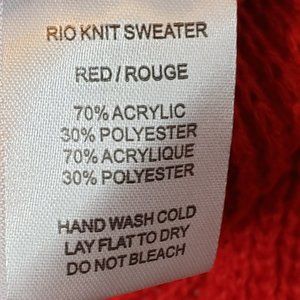 RIO KNIT SWEATER
RED/ROUGE
70% ACRYLIC
30% POLYESTER
70% ACRYLIQUE
30% POLYESTER
HAND WASH COLD
LAY FLAT TO DRY
DO NOT BLEACH